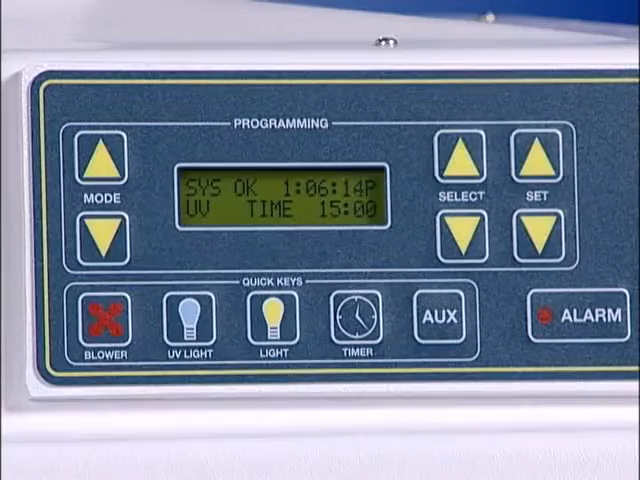 PROGRAMMING
MODE
SYS OK 1:06:14P
UV TIME 15:00
SELECT
SET
QUICK KEYS
BLOWER
UV LIGHT
LIGHT
TIMER
AUX
ALARM